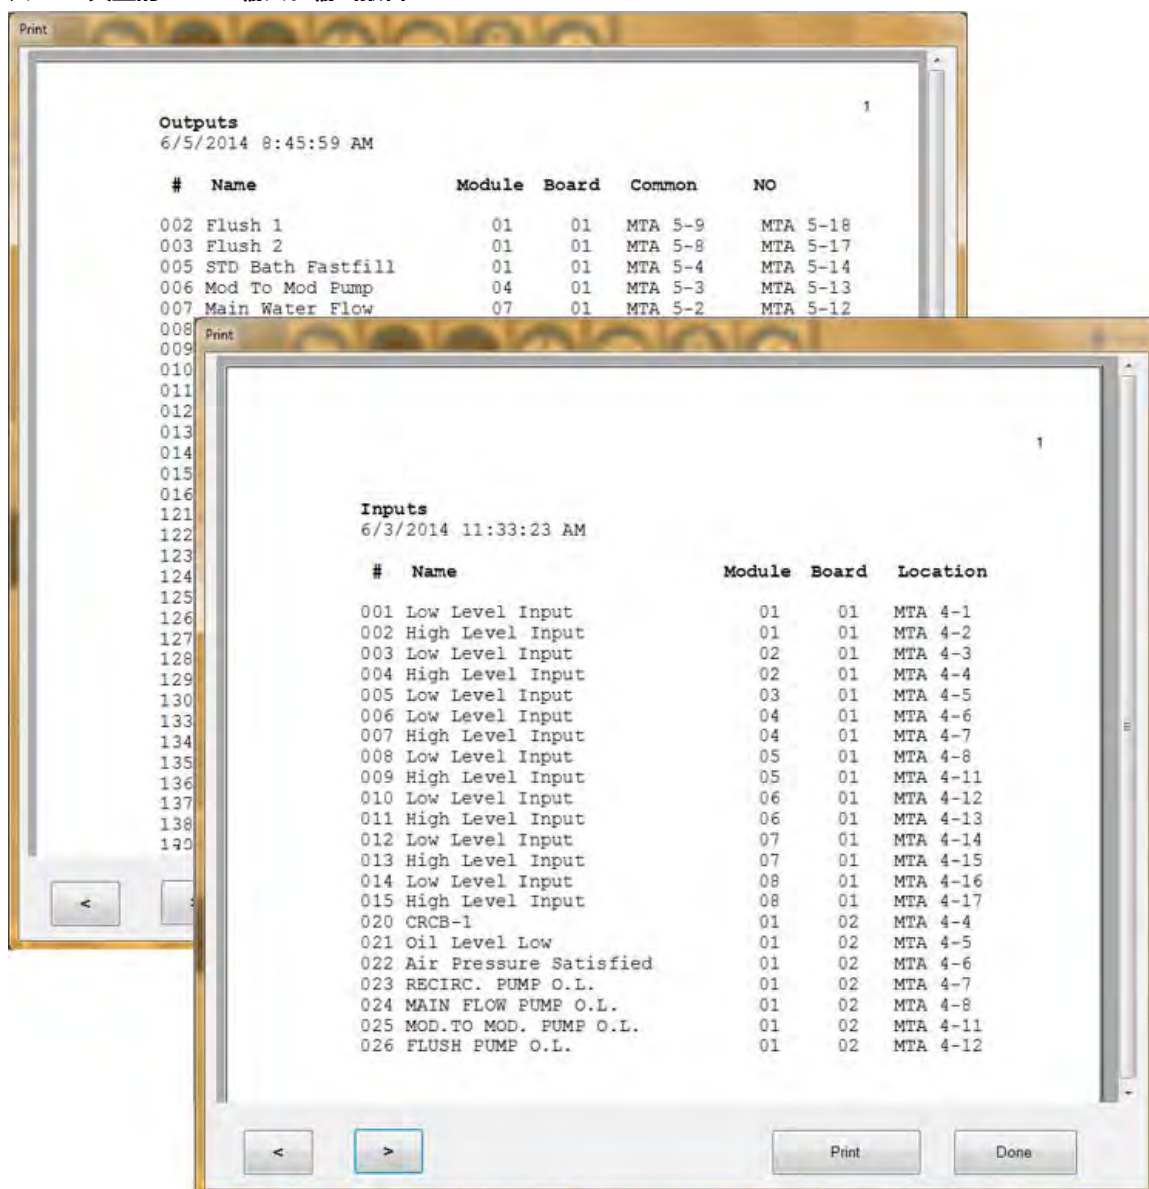 Print
1
Outputs
6/5/2014 8:45:59 AM
# Name Module Board Common NO
002 Flush 1 01 01 MTA 5-9 MTA 5-18
003 Flush 2 01 01 MTA 5-8 MTA 5-17
005 STD Bath Fastfill 01 01 MTA 5-4 MTA 5-14
006 Mod To Mod Pump 04 01 MTA 5-3 MTA 5-13
007 Main Water Flow 07 01 MTA 5-2 MTA 5-12
008
009
010
011
012
013
014
015
016
121
122
123
124
125
126
127
128
129
130
133
134
135
136
137
138
<
Print
1
Inputs
6/3/2014 11:33:23 AM
# Name Module Board Location
001 Low Level Input 01 01 MTA 4-1
002 High Level Input 01 01 MTA 4-2
003 Low Level Input 02 01 MTA 4-3
004 High Level Input 02 01 MTA 4-4
005 Low Level Input 03 01 MTA 4-5
006 Low Level Input 04 01 MTA 4-6
007 High Level Input 04 01 MTA 4-7
008 Low Level Input 05 01 MTA 4-8
009 High Level Input 05 01 MTA 4-11
010 Low Level Input 06 01 MTA 4-12
011 High Level Input 06 01 MTA 4-13
012 Low Level Input 07 01 MTA 4-14
013 High Level Input 07 01 MTA 4-15
014 Low Level Input 08 01 MTA 4-16
015 High Level Input 08 01 MTA 4-17
020 CRCB-1 01 02 MTA 4-4
021 Oil Level Low 01 02 MTA 4-5
022 Air Pressure Satisfied 01 02 MTA 4-6
023 RECIRC. PUMP O.L. 01 02 MTA 4-7
024 MAIN FLOW PUMP O.L. 01 02 MTA 4-8
025 MOD.TO MOD. PUMP O.L. 01 02 MTA 4-11
026 FLUSH PUMP O.L. 01 02 MTA 4-12
< > Print Done